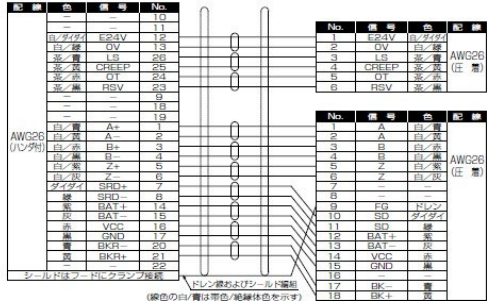 配 線 色 信 号 No.
－ － 10
－ － 11
白／ダイダイ E24V 12
白／緑 0V 13
茶／青 LS 26
茶／黄 CREEP 25
茶／赤 OT 24
茶／黒 RSV 23
－ － 9
－ － 18
－ － 19
白／青 A+ 1
白／黄 A− 2
白／赤 B+ 3
白／黒 B− 4
白／紫 Z+ 5
白／灰 Z− 6
ダイダイ SRD+ 7
緑 SRD− 8
紫 BAT+ 14
灰 BAT− 15
赤 VCC 16
黒 GND 17
青 BKR− 20
黄 BKR+ 21
－ － 22
AWG26
(ハンダ付)
シールドはフードにクランプ接続
No. 信 号 色 配 線
1 E24V 白／ダイダイ
2 0V 白／緑
3 LS 茶／青
4 CREEP 茶／黄
5 OT 茶／赤
6 RSV 茶／黒
AWG26
(圧 着)
No. 信 号 色 配 線
1 A 白／青
2 A 白／黄
3 B 白／赤
4 B 白／黒
5 Z 白／紫
6 Z 白／灰
7 － －
8 － －
9 FG ドレン
10 SD ダイダイ
11 SD 緑
12 BAT+ 紫
13 BAT− 灰
14 VCC 赤
15 GND 黒
16 － －
17 BK− 青
18 BK+ 黄
AWG26
(圧 着)
ドレン線およびシールド編組
(線色の白／青は帯色／絶縁体色を示す)